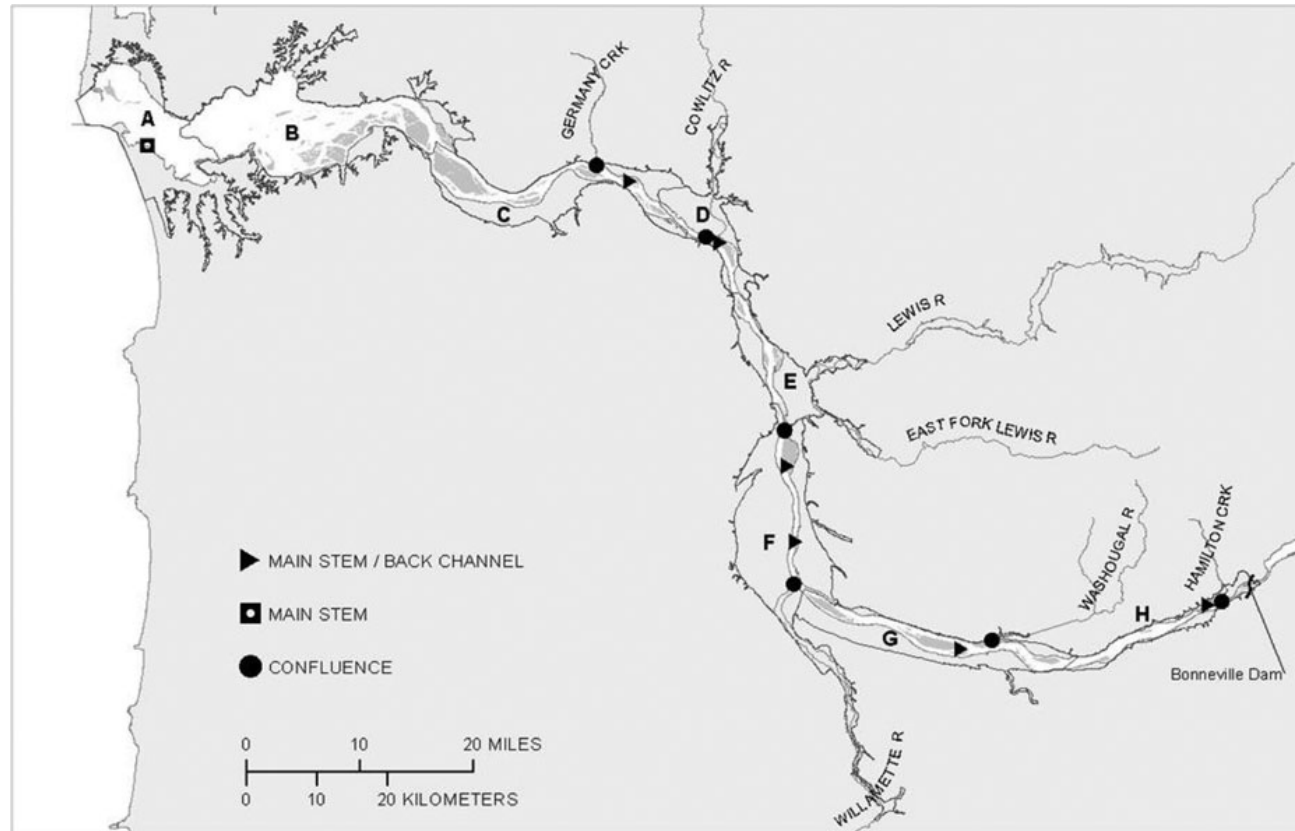 A
B
C
GERMANY CRK
COWLITZ R
D
LEWIS R
E
EAST FORK LEWIS R
F
WASHOUGAL R
HAMILTON CRK
G
H
Bonneville Dam
WILLAMETTE R
MAIN STEM / BACK CHANNEL
MAIN STEM
CONFLUENCE
0 10 20 MILES
0 10 20 KILOMETERS